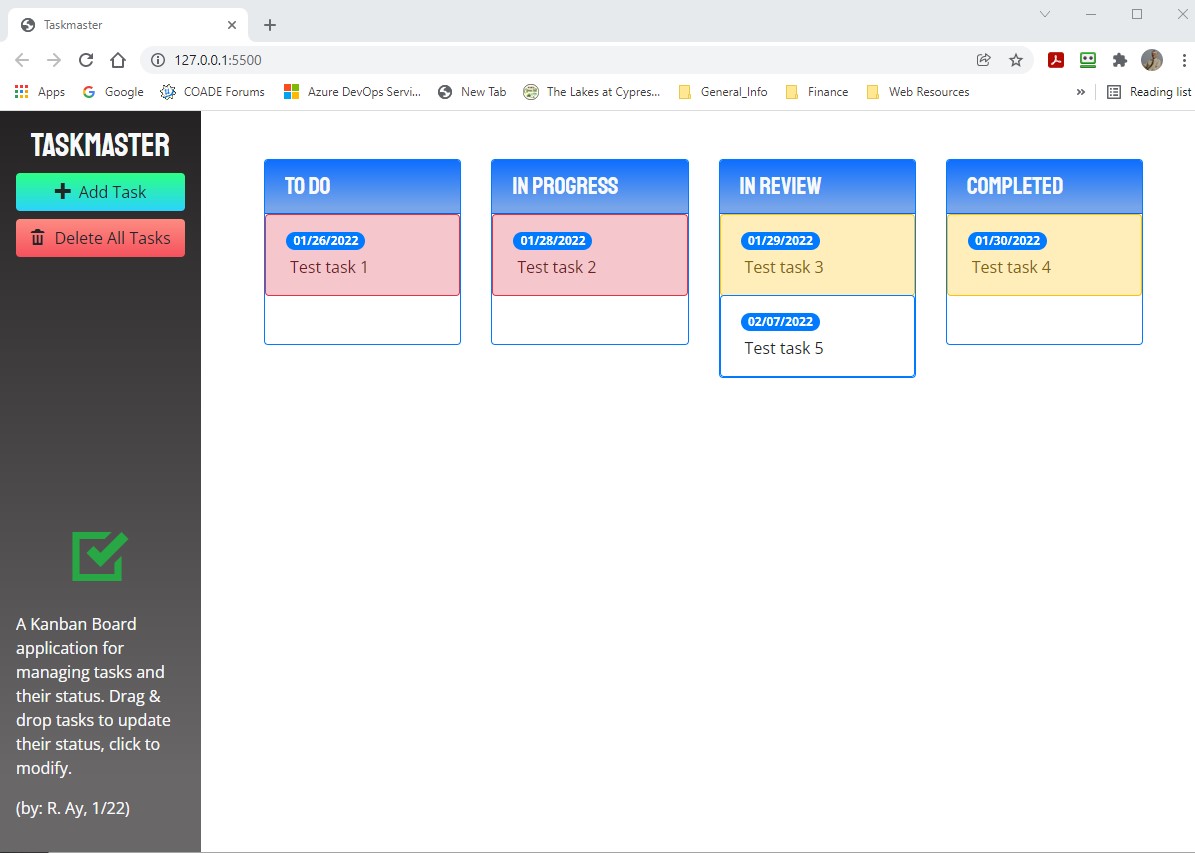 Taskmaster
127.0.0.1:5500
Apps
Google
COADE Forums
Azure DevOps Servi...
New Tab
The Lakes at Cypres...
General_Info
Finance
Web Resources
»
Reading list
TASKMASTER
Add Task
Delete All Tasks
A Kanban Board
application for
managing tasks and
their status. Drag &
drop tasks to update
their status, click to
modify.
(by: R. Ay, 1/22)
TO DO
01/26/2022
Test task 1
IN PROGRESS
01/28/2022
Test task 2
IN REVIEW
01/29/2022
Test task 3
02/07/2022
Test task 5
COMPLETED
01/30/2022
Test task 4